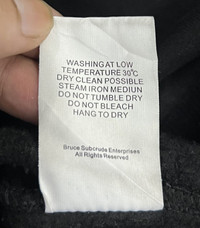 WASHING AT LOW
TEMPERATURE 30°C
DRY CLEAN POSSIBLE
STEAM IRON MEDIUN
DO NOT TUMBLE DRY
DO NOT BLEACH
HANG TO DRY
Bruce Subcruds Enterprises
All Rights Reserved